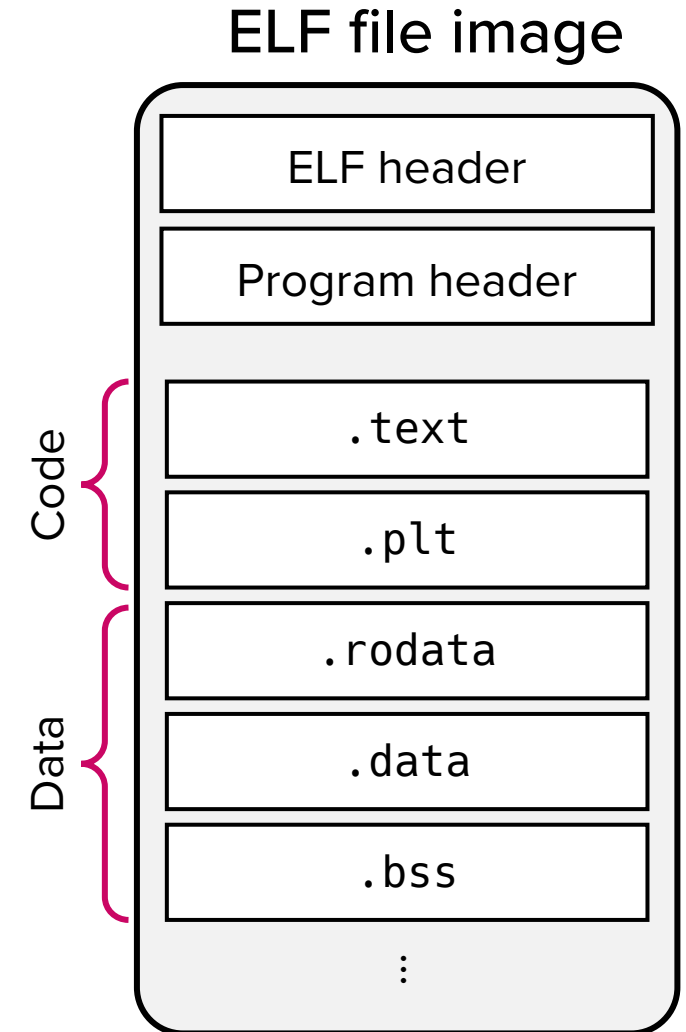 ELF file image
ELF header
Program header
Code
.text
.plt
Data
.rodata
.data
.bss
⋮